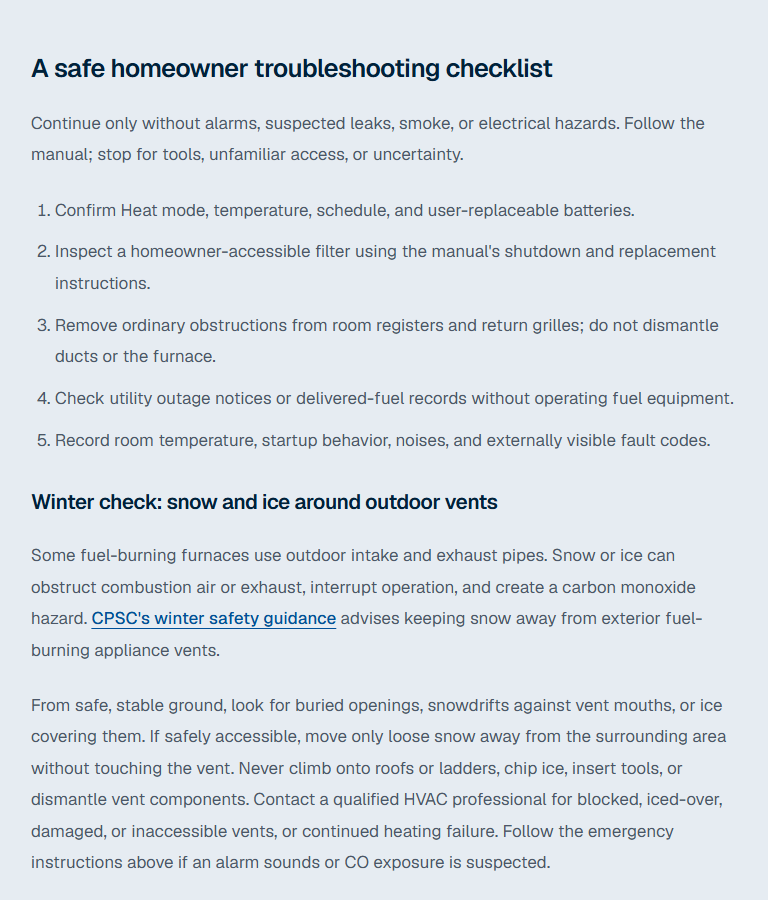 A safe homeowner troubleshooting checklist
Continue only without alarms, suspected leaks, smoke, or electrical hazards. Follow the
manual; stop for tools, unfamiliar access, or uncertainty.
1. Confirm Heat mode, temperature, schedule, and user-replaceable batteries.
2. Inspect a homeowner-accessible filter using the manual's shutdown and replacement
instructions.
3. Remove ordinary obstructions from room registers and return grilles; do not dismantle
ducts or the furnace.
4. Check utility outage notices or delivered-fuel records without operating fuel equipment.
5. Record room temperature, startup behavior, noises, and externally visible fault codes.
Winter check: snow and ice around outdoor vents
Some fuel-burning furnaces use outdoor intake and exhaust pipes. Snow or ice can
obstruct combustion air or exhaust, interrupt operation, and create a carbon monoxide
hazard. CPSC's winter safety guidance advises keeping snow away from exterior fuel-
burning appliance vents.
From safe, stable ground, look for buried openings, snowdrifts against vent mouths, or ice
covering them. If safely accessible, move only loose snow away from the surrounding area
without touching the vent. Never climb onto roofs or ladders, chip ice, insert tools, or
dismantle vent components. Contact a qualified HVAC professional for blocked, iced-over,
damaged, or inaccessible vents, or continued heating failure. Follow the emergency
instructions above if an alarm sounds or CO exposure is suspected.